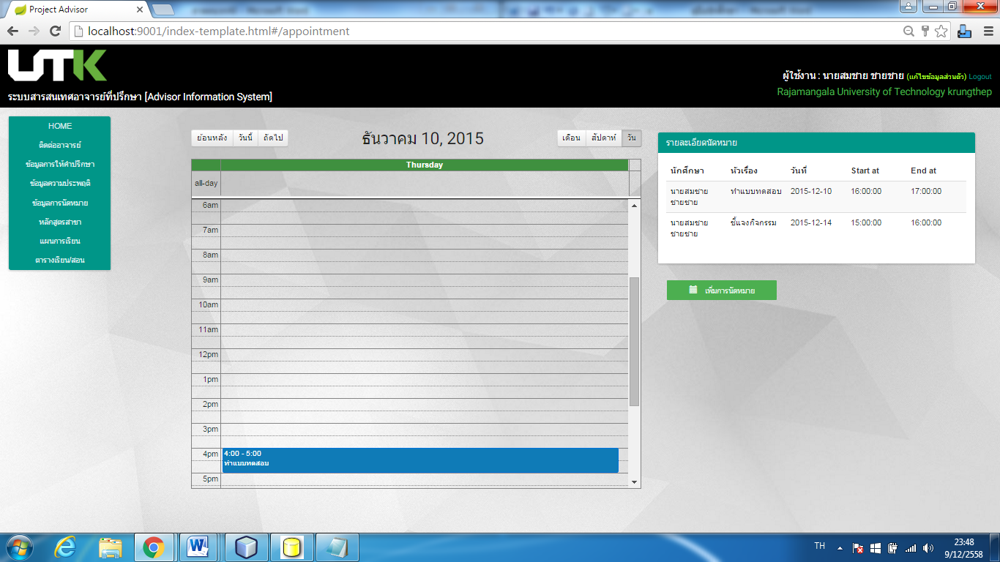 Project Advisor
localhost:9001/index-template.html#/appointment
UTK
ระบบสารสนเทศอาจารย์ที่ปรึกษา [Advisor Information System]
ผู้ใช้งาน : นายสมชาย ชายชาย (แก้ไขข้อมูลส่วนตัว) Logout
Rajamangala University of Technology krungthep
HOME
ติดต่ออาจารย์
ข้อมูลการให้คำปรึกษา
ข้อมูลความประพฤติ
ข้อมูลการนัดหมาย
หลักสูตรสาขา
แผนการเรียน
ตารางเรียน/สอน
ย้อนหลัง วันนี้ ถัดไป
ธันวาคม 10, 2015
เดือน สัปดาห์ วัน
Thursday
all-day
6am
7am
8am
9am
10am
11am
12pm
1pm
2pm
3pm
4pm
4:00 - 5:00
ทำแบบทดสอบ
5pm
รายละเอียดนัดหมาย
นักศึกษา หัวเรื่อง วันที่ Start at End at
นายสมชาย ทำแบบทดสอบ 2015-12-10 16:00:00 17:00:00
ชายชาย
นายสมชาย ชี้แจงกิจกรรม 2015-12-14 15:00:00 16:00:00
ชายชาย
เพิ่มการนัดหมาย
TH
23:48
9/12/2558